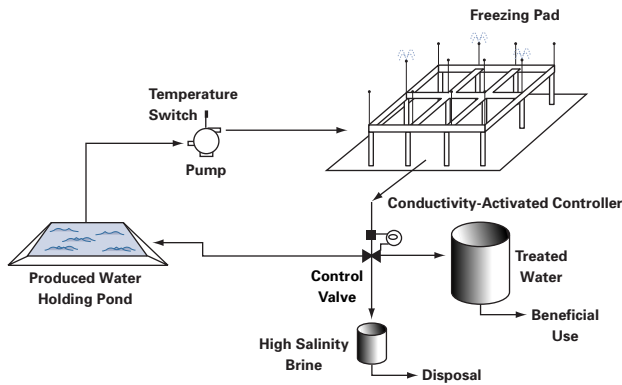 Freezing Pad
Temperature
Switch
Pump
Conductivity-Activated Controller
Produced Water
Holding Pond
Control
Valve
Treated
Water
Beneficial
Use
High Salinity
Brine
Disposal